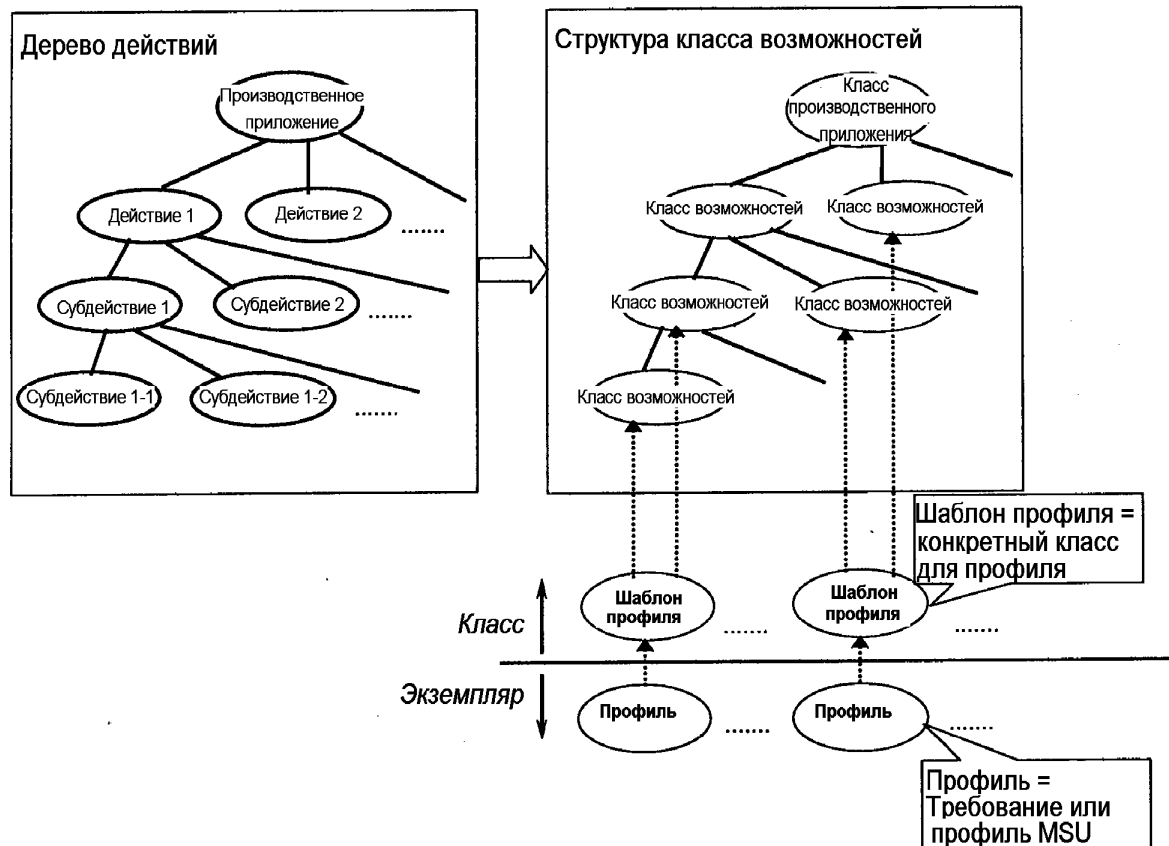 Дерево действий
Производственное
приложение
Действие 1
Действие 2
.......
Субдействие 1
Субдействие 2
.......
Субдействие 1-1
Субдействие 1-2
.......
Структура класса возможностей
Класс
производственного
приложения
Класс возможностей
Класс возможностей
Класс возможностей
Класс возможностей
Класс возможностей
Шаблон профиля =
конкретный класс
для профиля
Класс
Шаблон
профиля
.......
Шаблон
профиля
.......
Экземпляр
Профиль
.......
Профиль
.......
Профиль =
Требование или
профиль MSU